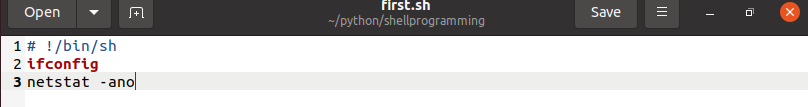 Open
first.sh
~/python/shellprogramming
Save
1 # !/bin/sh
2 ifconfig
3 netstat -ano